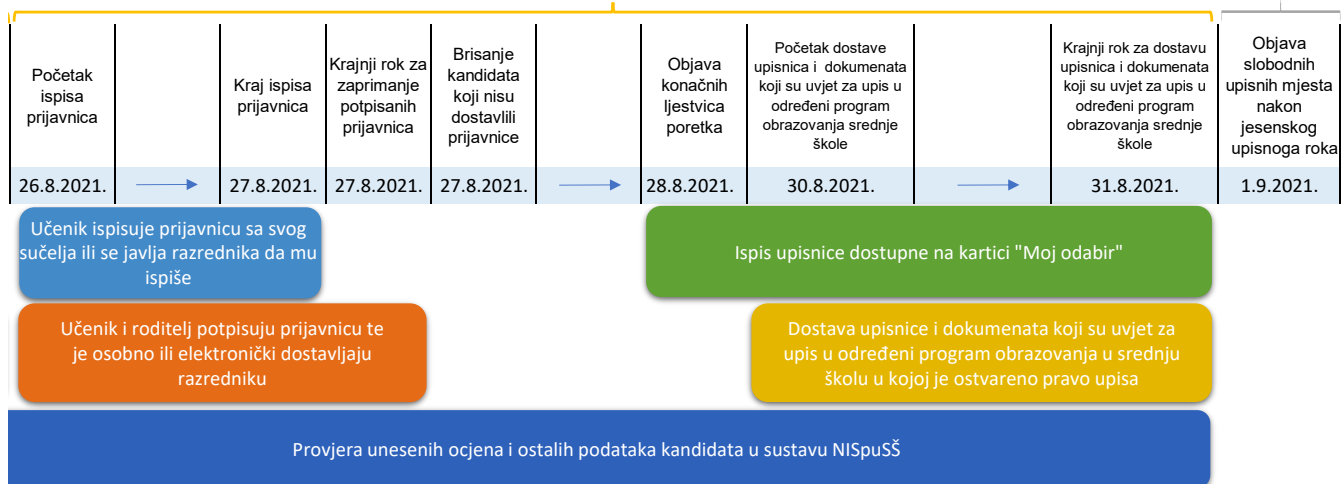 Početak
ispisa
prijavnica
Kraj ispisa
prijavnica
Krajnji rok za
zaprimanje
potpisanih
prijavnica
Brisanje
kandidata
koji nisu
dostavlili
prijavnice
Objava
konačnih
ljestvica
poretka
Početak dostave
upisnica i dokumenata
koji su uvjet za upis u
određeni program
obrazovanja srednje
škole
Krajnji rok za dostavu
upisnica i dokumenata
koji su uvjet za upis u
određeni program
obrazovanja srednje
škole
Objava
slobodnih
upisnih mjesta
nakon
jesenskog
upisnoga roka
26.8.2021.
27.8.2021.
27.8.2021.
27.8.2021.
28.8.2021.
30.8.2021.
31.8.2021.
1.9.2021.
Učenik ispisuje prijavnicu sa svog
sučelja ili se javlja razrednika da mu
ispiše
Ispis upisnice dostupne na kartici "Moj odabir"
Učenik i roditelj potpisuju prijavnicu te
je osobno ili elektronički dostavljaju
razredniku
Dostava upisnice i dokumenata koji su uvjet za
upis u određeni program obrazovanja u srednju
školu u kojoj je ostvareno pravo upisa
Provjera unesenih ocjena i ostalih podataka kandidata u sustavu NISpuSŠ